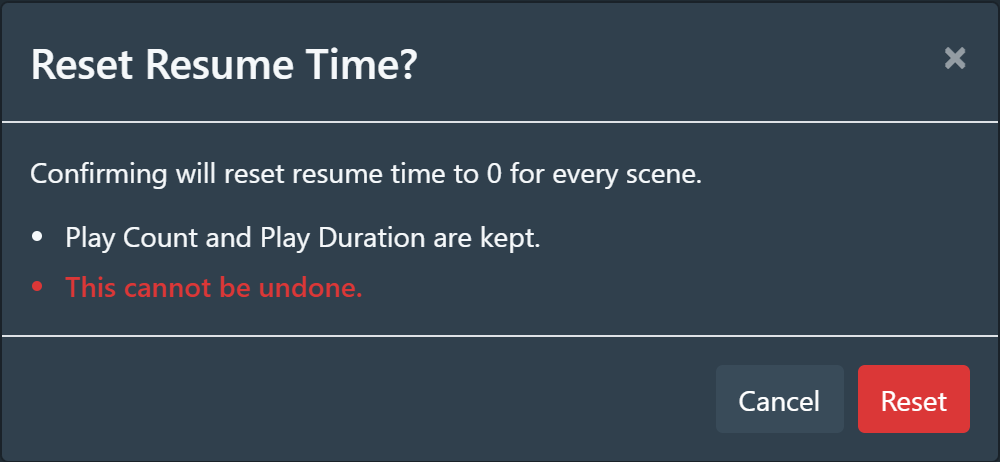 Reset Resume Time?
Confirming will reset resume time to 0 for every scene.
• Play Count and Play Duration are kept.
• This cannot be undone.
Cancel
Reset